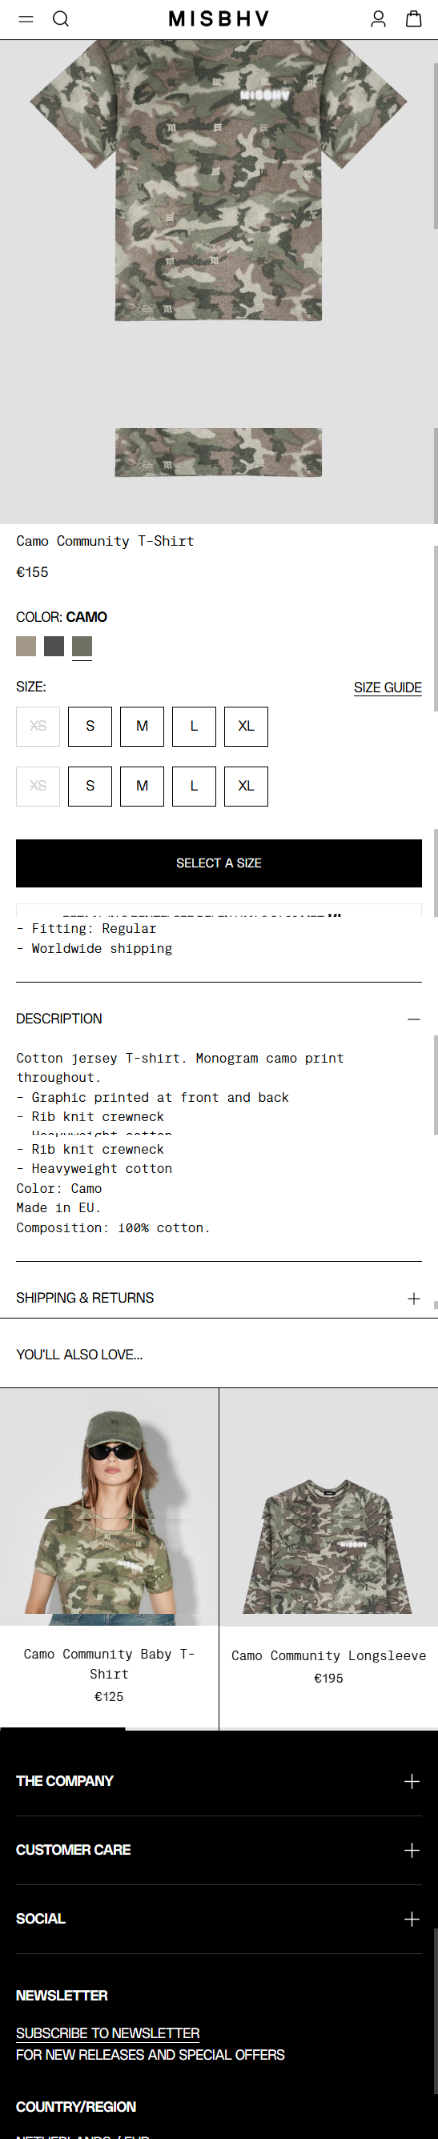 MISBHV
MISBHV
Camo Community T-Shirt
€155
COLOR: CAMO
SIZE:
SIZE GUIDE
XS S M L XL
XS S M L XL
SELECT A SIZE
- Fitting: Regular
- Worldwide shipping
DESCRIPTION
Cotton jersey T-shirt. Monogram camo print
throughout.
- Graphic printed at front and back
- Rib knit crewneck
- Rib knit crewneck
- Heavyweight cotton
Color: Camo
Made in EU.
Composition: 100% cotton.
SHIPPING & RETURNS
YOU'LL ALSO LOVE...
MISBHV
Camo Community Baby T-
Shirt
€125
Camo Community Longsleeve
€195
THE COMPANY
CUSTOMER CARE
SOCIAL
NEWSLETTER
SUBSCRIBE TO NEWSLETTER
FOR NEW RELEASES AND SPECIAL OFFERS
COUNTRY/REGION
NETHERLANDS / EUR